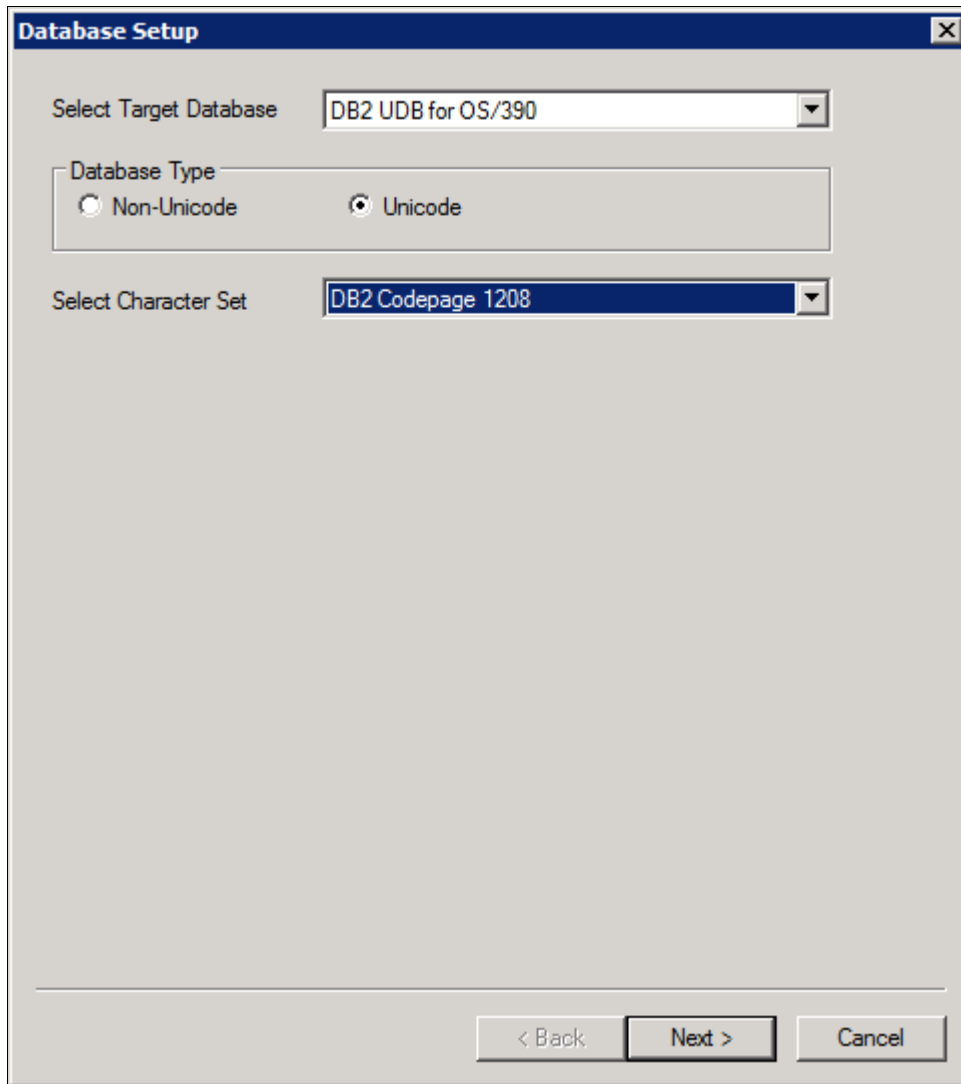 Database Setup
Select Target Database
DB2 UDB for OS/390
Database Type
Non-Unicode
Unicode
Select Character Set
DB2 Codepage 1208
< Back
Next >
Cancel